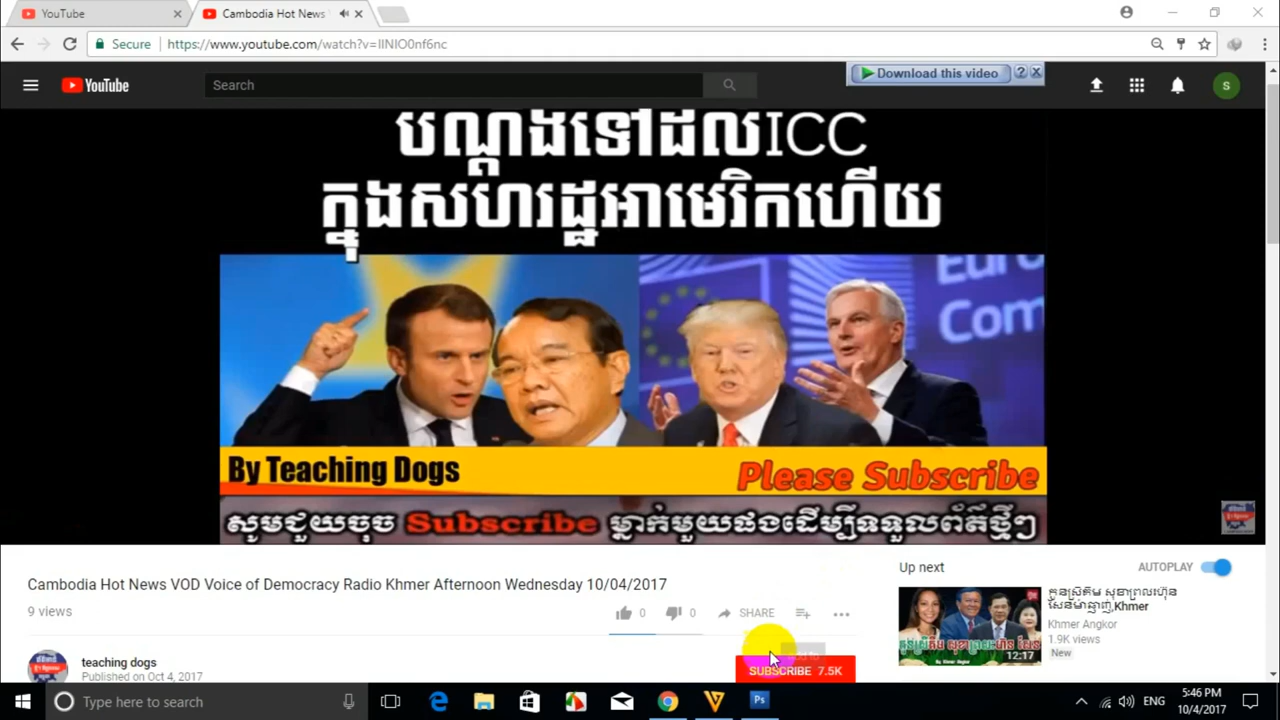 YouTube
Cambodia Hot News
Secure
https://www.youtube.com/watch?v=lINIO0nf6nc
YouTube
Search
Download this video
?
S
បណ្ដឹងទៅដល់ICC
ក្នុងសហរដ្ឋអាមេរិកហើយ
Euro
Com
By Teaching Dogs
Please Subscribe
សូមជួយចុច Subscribe ម្នាក់មួយផងដើម្បីទទួលព័ត៌ថ្មីៗ
Cambodia Hot News VOD Voice of Democracy Radio Khmer Afternoon Wednesday 10/04/2017
9 views
0
0
SHARE
teaching dogs
Published on Oct 4, 2017
SUBSCRIBE 7.5K
Up next
AUTOPLAY
Khmer
Khmer Angkor
1.9K views
New
12:17
Type here to search
Ps
ENG
5:46 PM
10/4/2017